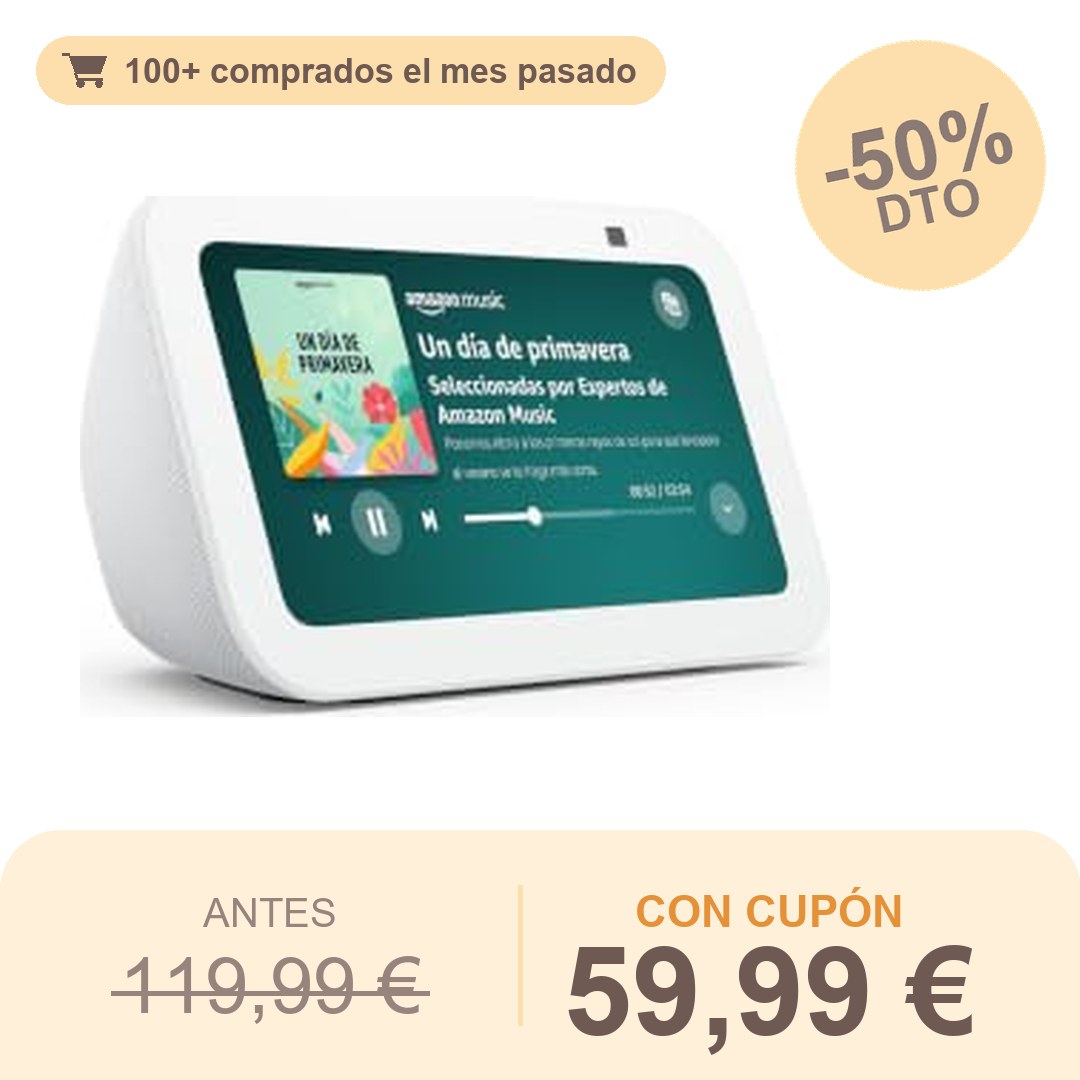 100+ comprados el mes pasado
-50%
DTO
UN DÍA DE
PRIMAVERA
amazon music
Un día de primavera
Seleccionadas por Expertos de
Amazon Music
ANTES
119,99 €
CON CUPÓN
59,99 €